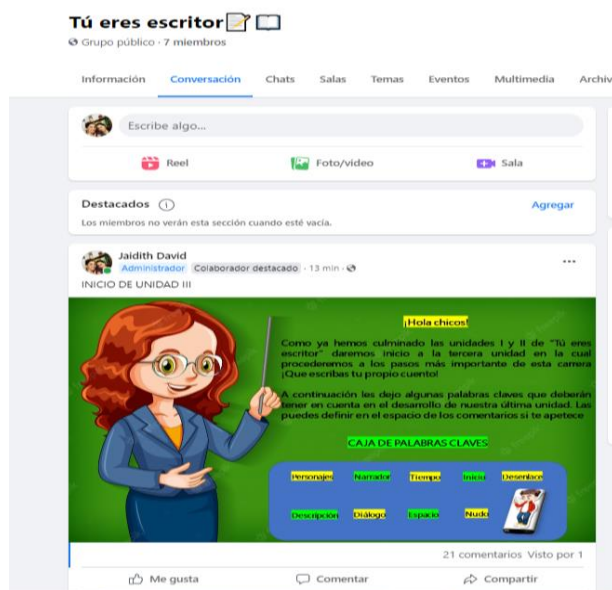 Tú eres escritor📝📖
Grupo público · 7 miembros
Información Conversación Chats Salas Temas Eventos Multimedia Archiv
Escribe algo...
Reel Foto/video Sala
Destacados
Agregar
Los miembros no verán esta sección cuando esté vacía.
Jaidith David
Administrador Colaborador destacado · 13 min ·
INICIO DE UNIDAD III
¡Hola chicos!
Como ya hemos culminado las unidades I y II de "Tú eres
escritor" daremos inicio a la tercera unidad en la cual
procederemos a los pasos más importante de esta carrera
¡Que escribas tu propio cuento!
A continuación les dejo algunas palabras claves que deberán
tener en cuenta en el desarrollo de nuestra última unidad. Las
puedes definir en el espacio de los comentarios si te apetece
CAJA DE PALABRAS CLAVES
Personajes Narrador Tiempo Inicio Desenlace
Descripción Diálogo Espacio Nudo
21 comentarios Visto por 1
Me gusta Comentar Compartir